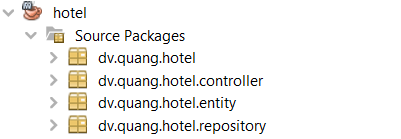 hotel
Source Packages
dv.quang.hotel
dv.quang.hotel.controller
dv.quang.hotel.entity
dv.quang.hotel.repository